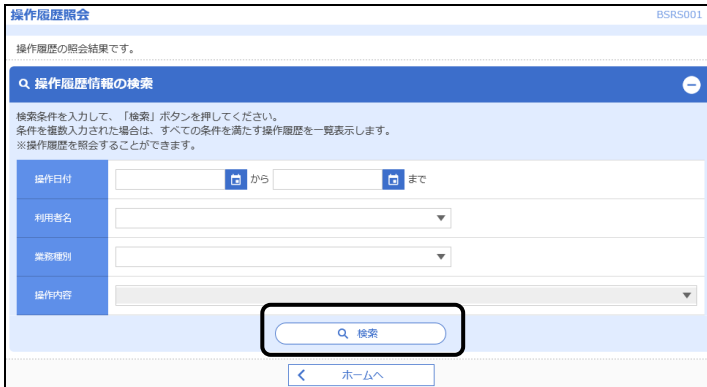 操作履歴照会
BSRS001
操作履歴の照会結果です。
操作履歴情報の検索
検索条件を入力して、「検索」ボタンを押してください。
条件を複数入力された場合は、すべての条件を満たす操作履歴を一覧表示します。
※操作履歴を照会することができます。
操作日付 から まで
利用者名
業務種別
操作内容
検索
ホームへ